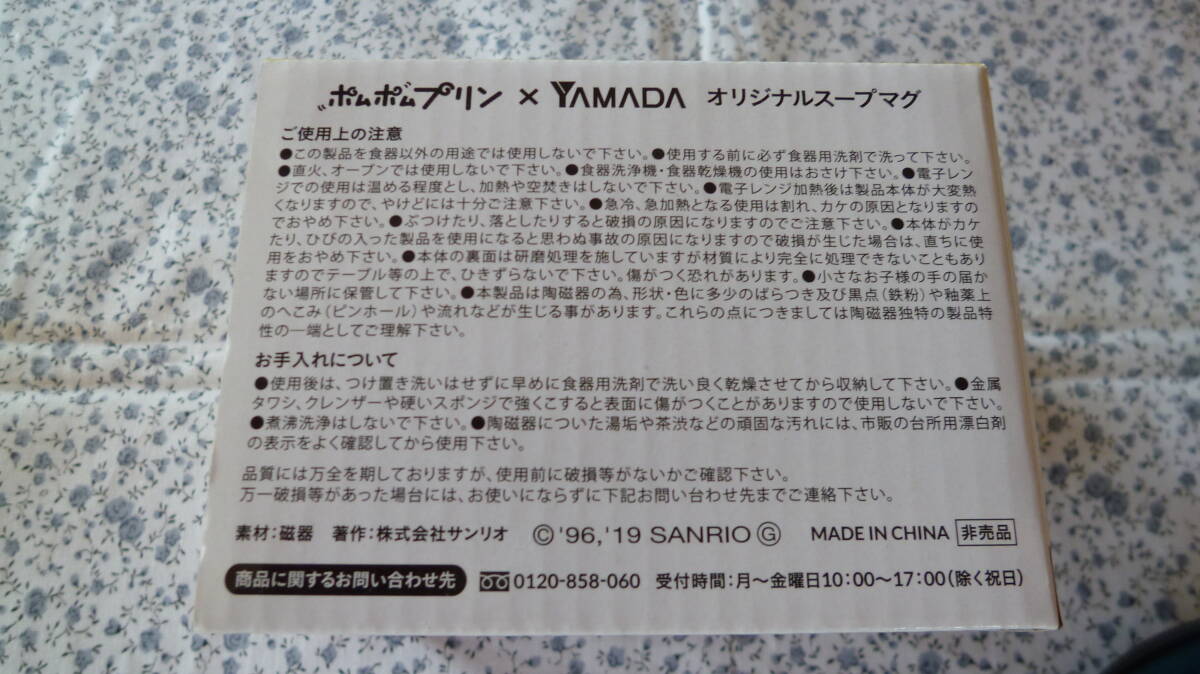 ポムポムプリン × YAMADA オリジナルスープマグ
ご使用上の注意
●この製品を食器以外の用途では使用しないで下さい。●使用する前に必ず食器用洗剤で洗って下さい。
●直火、オーブンでは使用しないで下さい。●食器洗浄機・食器乾燥機の使用はおさけ下さい。●電子レン
ジでの使用は温める程度とし、加熱や空焚きはしないで下さい。●電子レンジ加熱後は製品本体が大変熱
くなりますので、やけどには十分ご注意下さい。●急冷、急加熱となる使用は割れ、カケの原因となりますの
でおやめ下さい。●ぶつけたり、落としたりすると破損の原因になりますのでご注意下さい。●本体がカケ
たり、ひびの入った製品を使用になると思わぬ事故の原因になりますので破損が生じた場合は、直ちに使
用をおやめ下さい。●本体の裏面は研磨処理を施していますが材質により完全に処理できないこともあり
ますのでテーブル等の上で、ひきずらないで下さい。傷がつく恐れがあります。●小さなお子様の手の届か
ない場所に保管して下さい。●本製品は陶磁器の為、形状・色に多少のばらつき及び黒点(鉄粉)や釉薬上
のへこみ(ピンホール)や流れなどが生じる事があります。これらの点につきましては陶磁器独特の製品特
性の一端としてご理解下さい。
お手入れについて
●使用後は、つけ置き洗いはせずに早めに食器用洗剤で洗い良く乾燥させてから収納して下さい。●金属
タワシ、クレンザーや硬いスポンジで強くこすると表面に傷がつくことがありますので使用しないで下さい。
●煮沸洗浄はしないで下さい。●陶磁器についた湯垢や茶渋などの頑固な汚れには、市販の台所用漂白剤
の表示をよく確認してから使用下さい。
品質には万全を期しておりますが、使用前に破損等がないかご確認下さい。
万一破損等があった場台には、お使いにならずに下記お問い合わせ先までご連絡下さい。
素材:磁器 著作:株式会社サンリオ © '96,'19 SANRIO Ⓖ MADE IN CHINA 非売品
商品に関するお問い合わせ先 0120-858-060 受付時間:月～金曜日10:00～17:00(除く祝日)